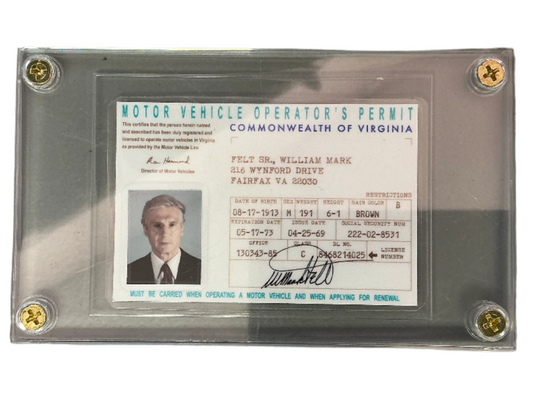 MOTOR VEHICLE OPERATOR'S PERMIT
This certifies that the person herein named
and described has been duly registered and
licensed to operate motor vehicles in Virginia
as provided by the Motor Vehicle Law
Director of Motor Vehicles
COMMONWEALTH OF VIRGINIA
FELT SR., WILLIAM MARK
216 WYNFORD DRIVE
FAIRFAX VA 22030
RESTRICTIONS
DATE OF BIRTH SEX WEIGHT HEIGHT HAIR COLOR B
08-17-1913 M 191 6-1 BROWN
EXPIRATION DATE ISSUE DATE SOCIAL SECURITY NUM
05-17-73 04-25-69 222-02-8531
OFFICE CLASS DL NO. LICENSE
130343-85 C 8468214025 NUMBER
MUST BE CARRIED WHEN OPERATING A MOTOR VEHICLE AND WHEN APPLYING FOR RENEWAL